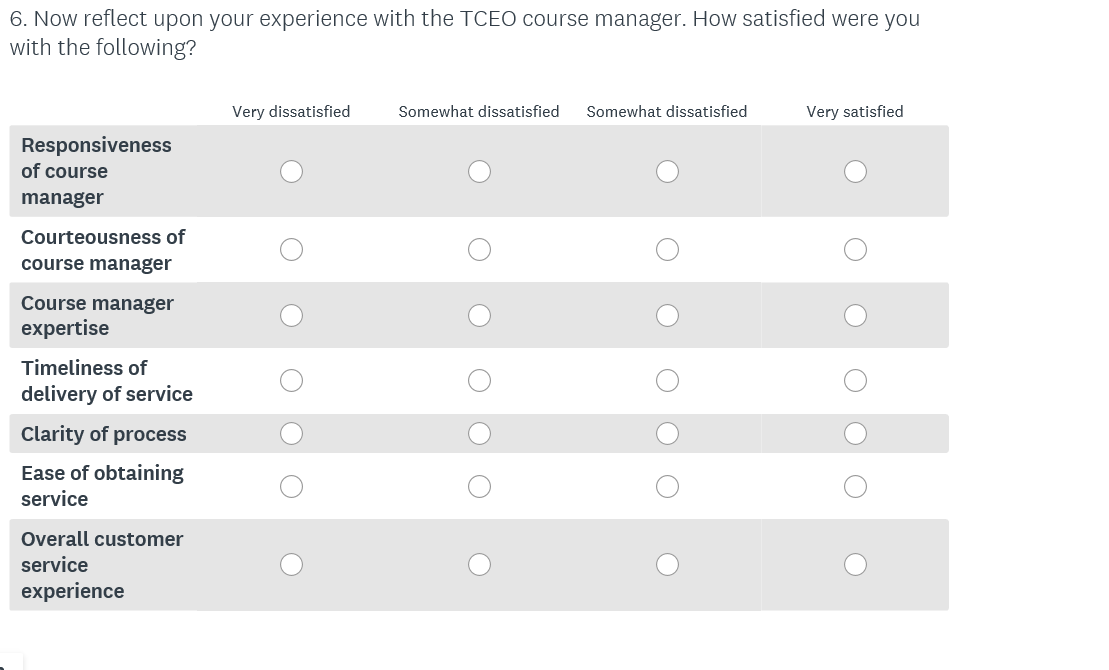 6. Now reflect upon your experience with the TCEO course manager. How satisfied were you
with the following?
Very dissatisfied Somewhat dissatisfied Somewhat dissatisfied Very satisfied
Responsiveness
of course
manager
Courteousness of
course manager
Course manager
expertise
Timeliness of
delivery of service
Clarity of process
Ease of obtaining
service
Overall customer
service
experience